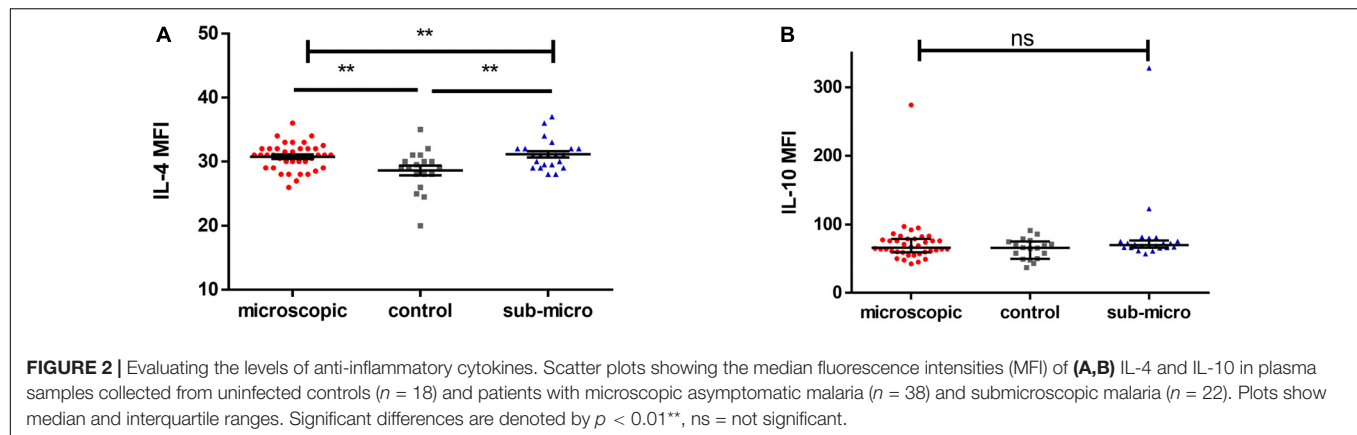 A
**
**
**
50
40
30
20
10
IL-4 MFI
microscopic
control
sub-micro
B
ns
300
200
100
0
IL-10 MFI
microscopic
control
sub-micro
FIGURE 2 | Evaluating the levels of anti-inflammatory cytokines. Scatter plots showing the median fluorescence intensities (MFI) of (A,B) IL-4 and IL-10 in plasma
samples collected from uninfected controls (n = 18) and patients with microscopic asymptomatic malaria (n = 38) and submicroscopic malaria (n = 22). Plots show
median and interquartile ranges. Significant differences are denoted by p < 0.01**, ns = not significant.